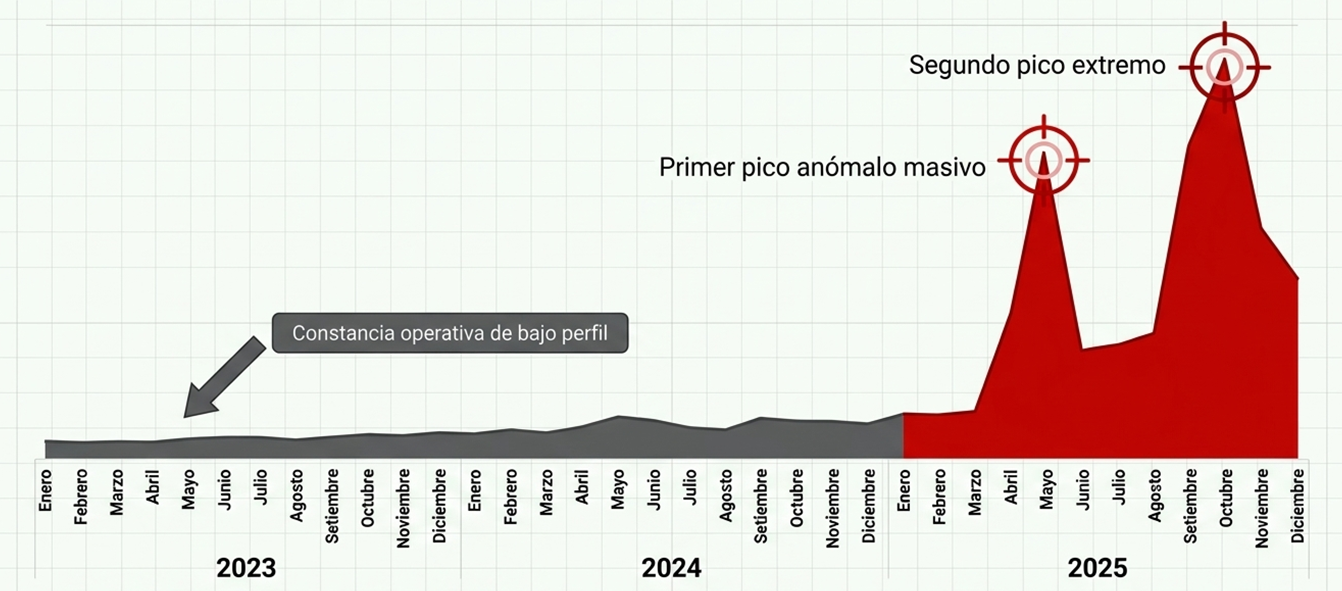 Segundo pico extremo
Primer pico anómalo masivo
Constancia operativa de bajo perfil
Enero
Febrero
Marzo
Abril
Mayo
Junio
Julio
Agosto
Setiembre
Octubre
Noviembre
Diciembre
Enero
Febrero
Marzo
Abril
Mayo
Junio
Julio
Agosto
Setiembre
Octubre
Noviembre
Diciembre
Enero
Febrero
Marzo
Abril
Mayo
Junio
Julio
Agosto
Setiembre
Octubre
Noviembre
Diciembre
2023
2024
2025